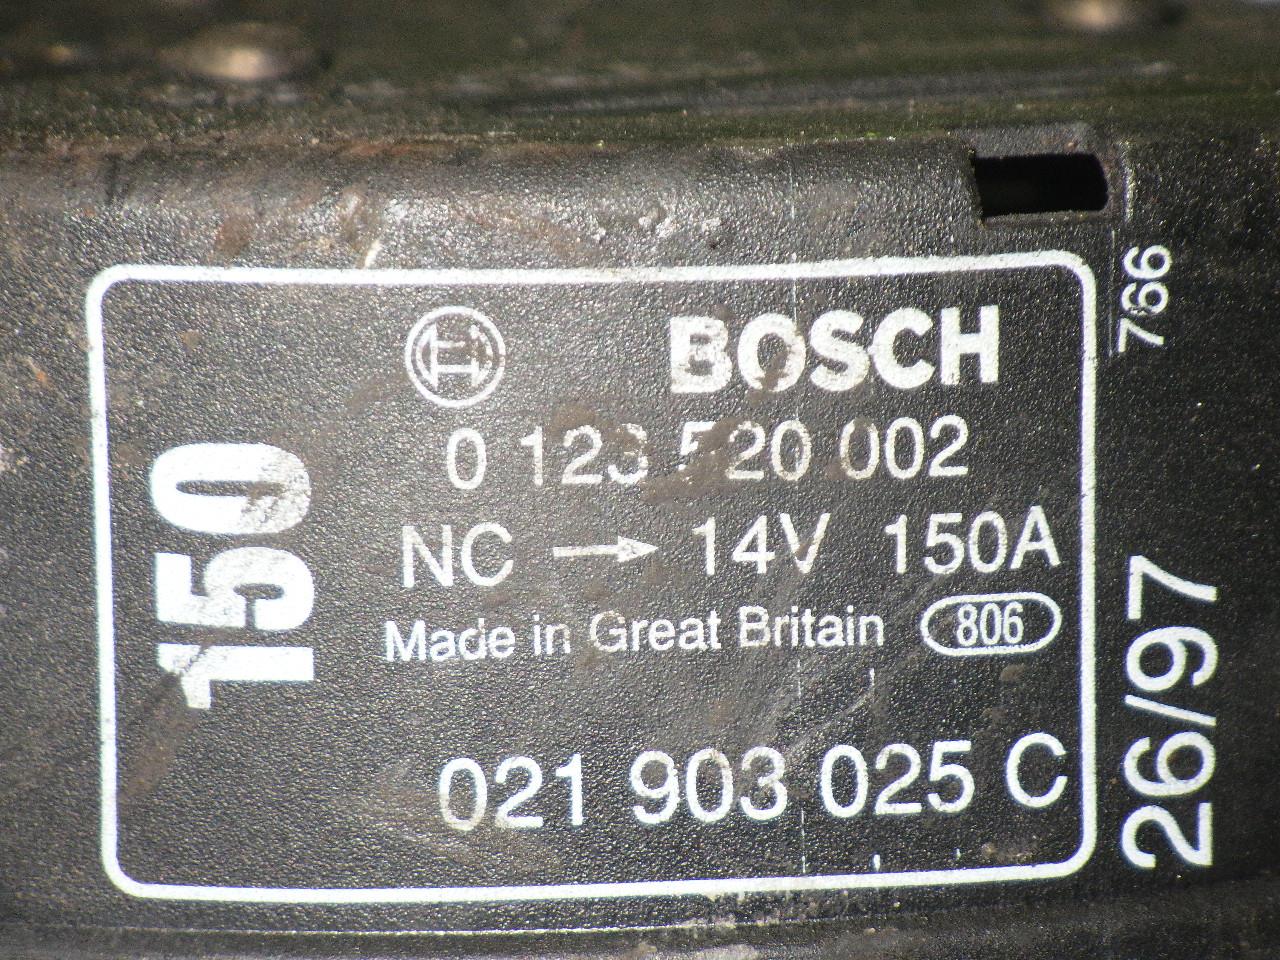 BOSCH
0 123 520 002
NC → 14V 150A
Made in Great Britain 806
021 903 025 C
150
766
26/97